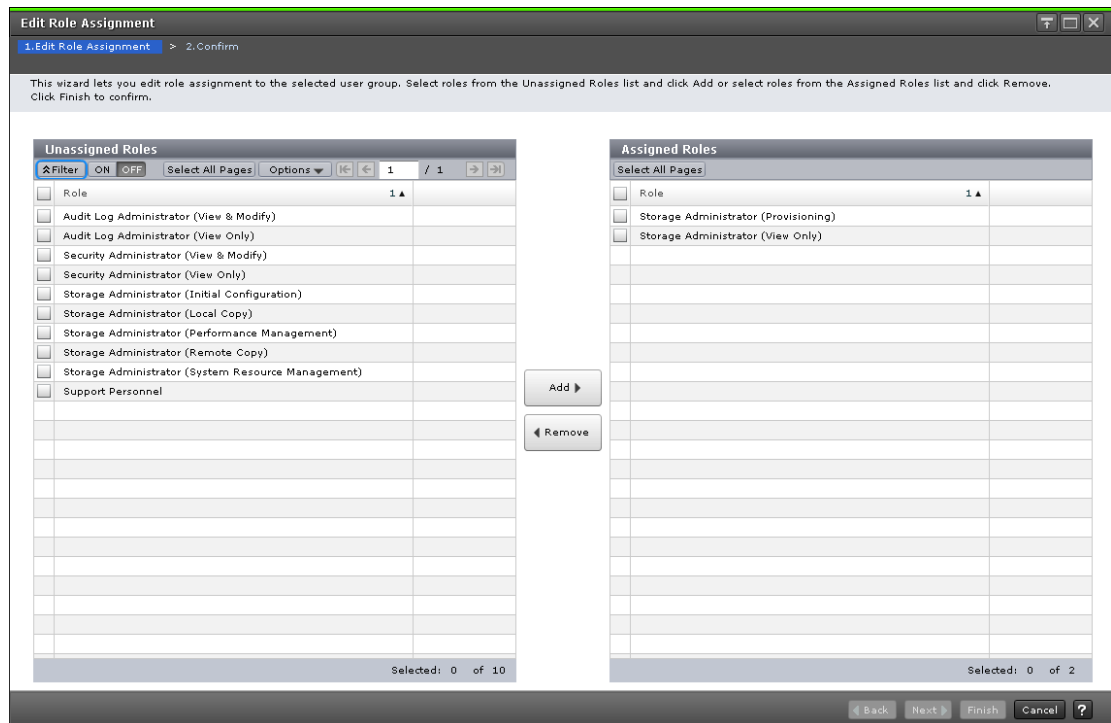 Edit Role Assignment
1.Edit Role Assignment > 2.Confirm
This wizard lets you edit role assignment to the selected user group. Select roles from the Unassigned Roles list and click Add or select roles from the Assigned Roles list and click Remove.
Click Finish to confirm.
Unassigned Roles
Filter ON OFF Select All Pages Options 1 / 1
Role 1
Audit Log Administrator (View & Modify)
Audit Log Administrator (View Only)
Security Administrator (View & Modify)
Security Administrator (View Only)
Storage Administrator (Initial Configuration)
Storage Administrator (Local Copy)
Storage Administrator (Performance Management)
Storage Administrator (Remote Copy)
Storage Administrator (System Resource Management)
Support Personnel
Selected: 0 of 10
Add
Remove
Assigned Roles
Select All Pages
Role 1
Storage Administrator (Provisioning)
Storage Administrator (View Only)
Selected: 0 of 2
Back Next Finish Cancel ?